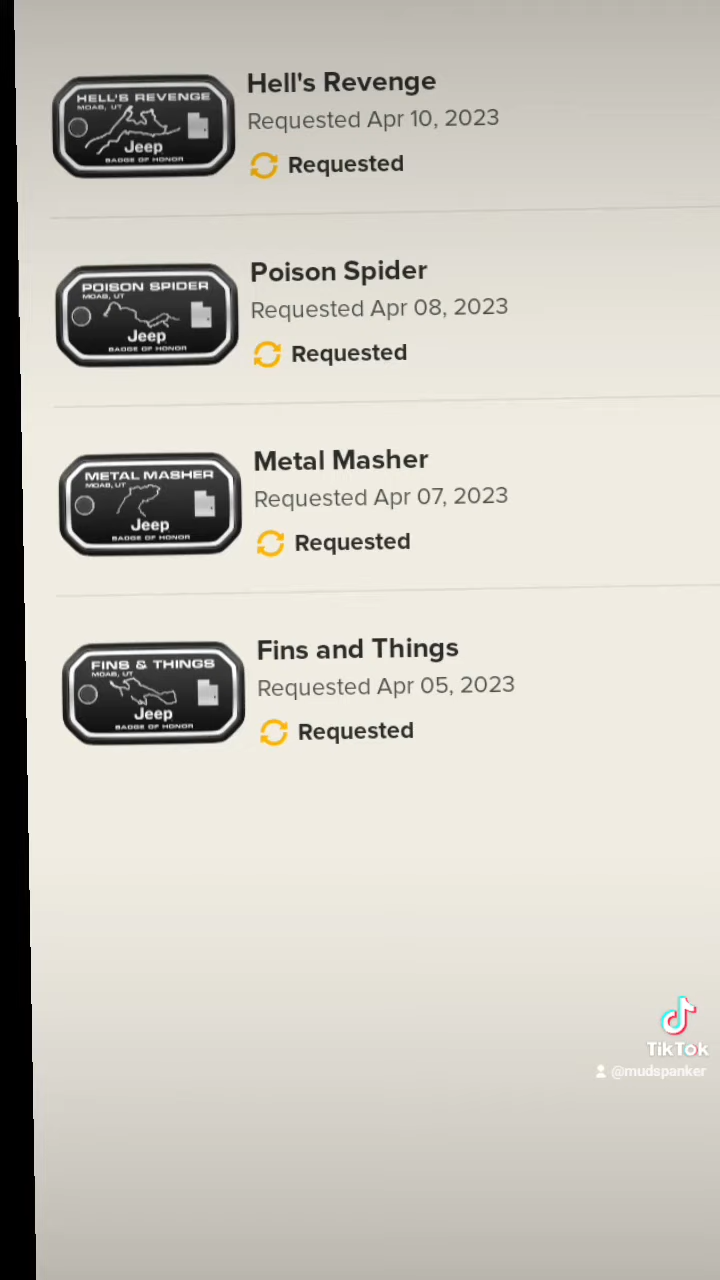 HELL'S REVENGE
MOAB, UT
Jeep
BADGE OF HONOR
Hell's Revenge
Requested Apr 10, 2023
Requested
POISON SPIDER
MOAB, UT
Jeep
BADGE OF HONOR
Poison Spider
Requested Apr 08, 2023
Requested
METAL MASHER
MOAB, UT
Jeep
BADGE OF HONOR
Metal Masher
Requested Apr 07, 2023
Requested
FINS & THINGS
MOAB, UT
Jeep
BADGE OF HONOR
Fins and Things
Requested Apr 05, 2023
Requested
TikTok
@mudspanker